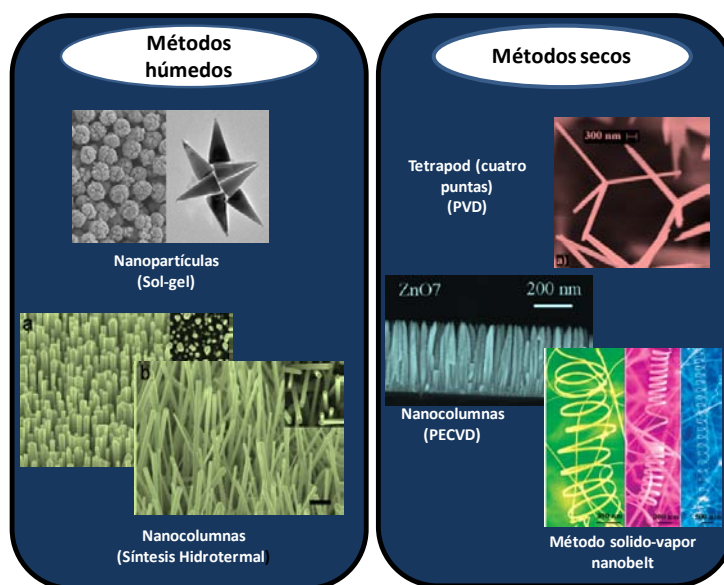 Métodos
húmedos
Nanopartículas
(Sol-gel)
a
b
Nanocolumnas
(Síntesis Hidrotermal)
Métodos secos
Tetrapod (cuatro
puntas)
(PVD)
300 nm
ZnO7 200 nm
Nanocolumnas
(PECVD)
Método solido-vapor
nanobelt